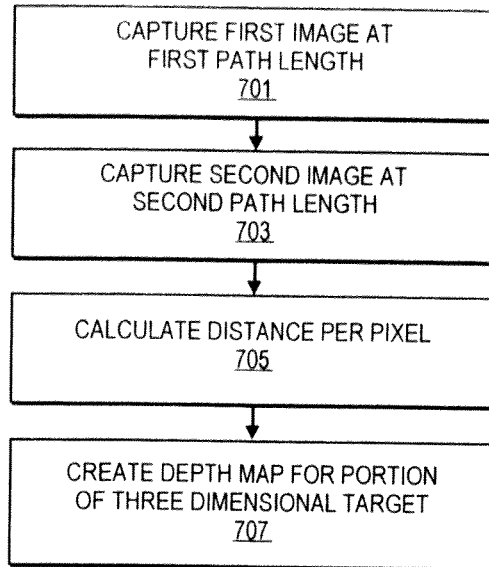 CAPTURE FIRST IMAGE AT
FIRST PATH LENGTH
701
CAPTURE SECOND IMAGE AT
SECOND PATH LENGTH
703
CALCULATE DISTANCE PER PIXEL
705
CREATE DEPTH MAP FOR PORTION
OF THREE DIMENSIONAL TARGET
707